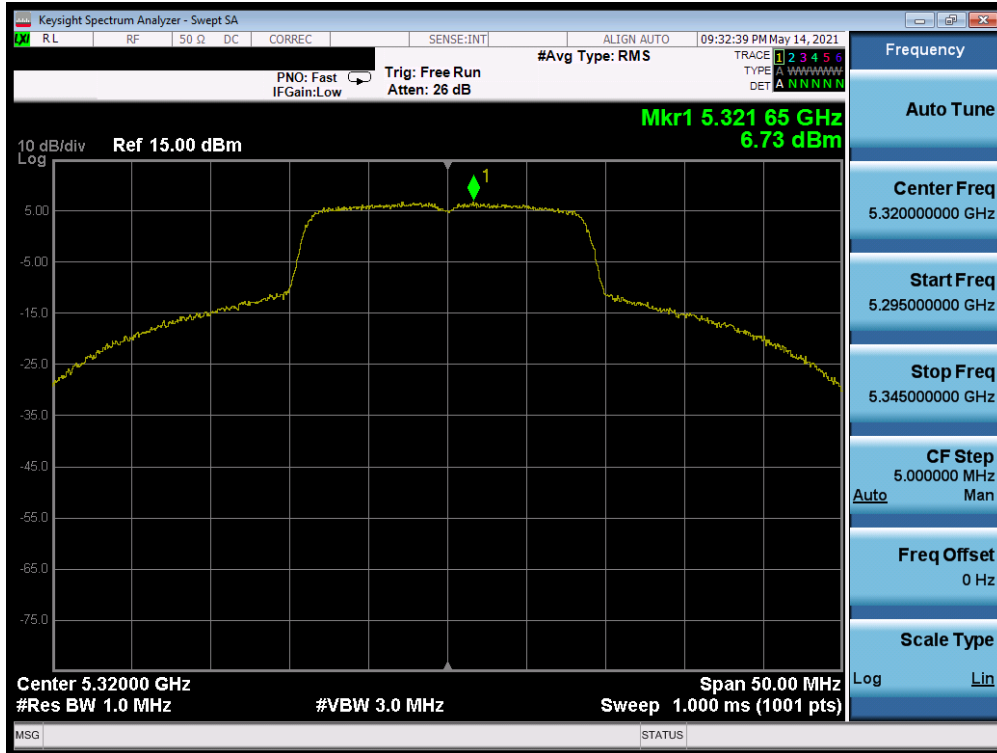 Keysight Spectrum Analyzer - Swept SA
LXI RL RF 50 Ω DC CORREC SENSE:INT ALIGN AUTO 09:32:39 PM May 14, 2021
#Avg Type: RMS
TRACE 1 2 3 4 5 6
TYPE A WWWWW
DET A N N N N N
PNO: Fast
IFGain:Low
Trig: Free Run
Atten: 26 dB
Mkr1 5.321 65 GHz
6.73 dBm
10 dB/div
Log
Ref 15.00 dBm
1
5.00
-5.00
-15.0
-25.0
-35.0
-45.0
-55.0
-65.0
-75.0
Center 5.32000 GHz
Span 50.00 MHz
#Res BW 1.0 MHz
#VBW 3.0 MHz
Sweep 1.000 ms (1001 pts)
MSG
STATUS
Frequency
Auto Tune
Center Freq
5.320000000 GHz
Start Freq
5.295000000 GHz
Stop Freq
5.345000000 GHz
CF Step
5.000000 MHz
Auto Man
Freq Offset
0 Hz
Scale Type
Log Lin